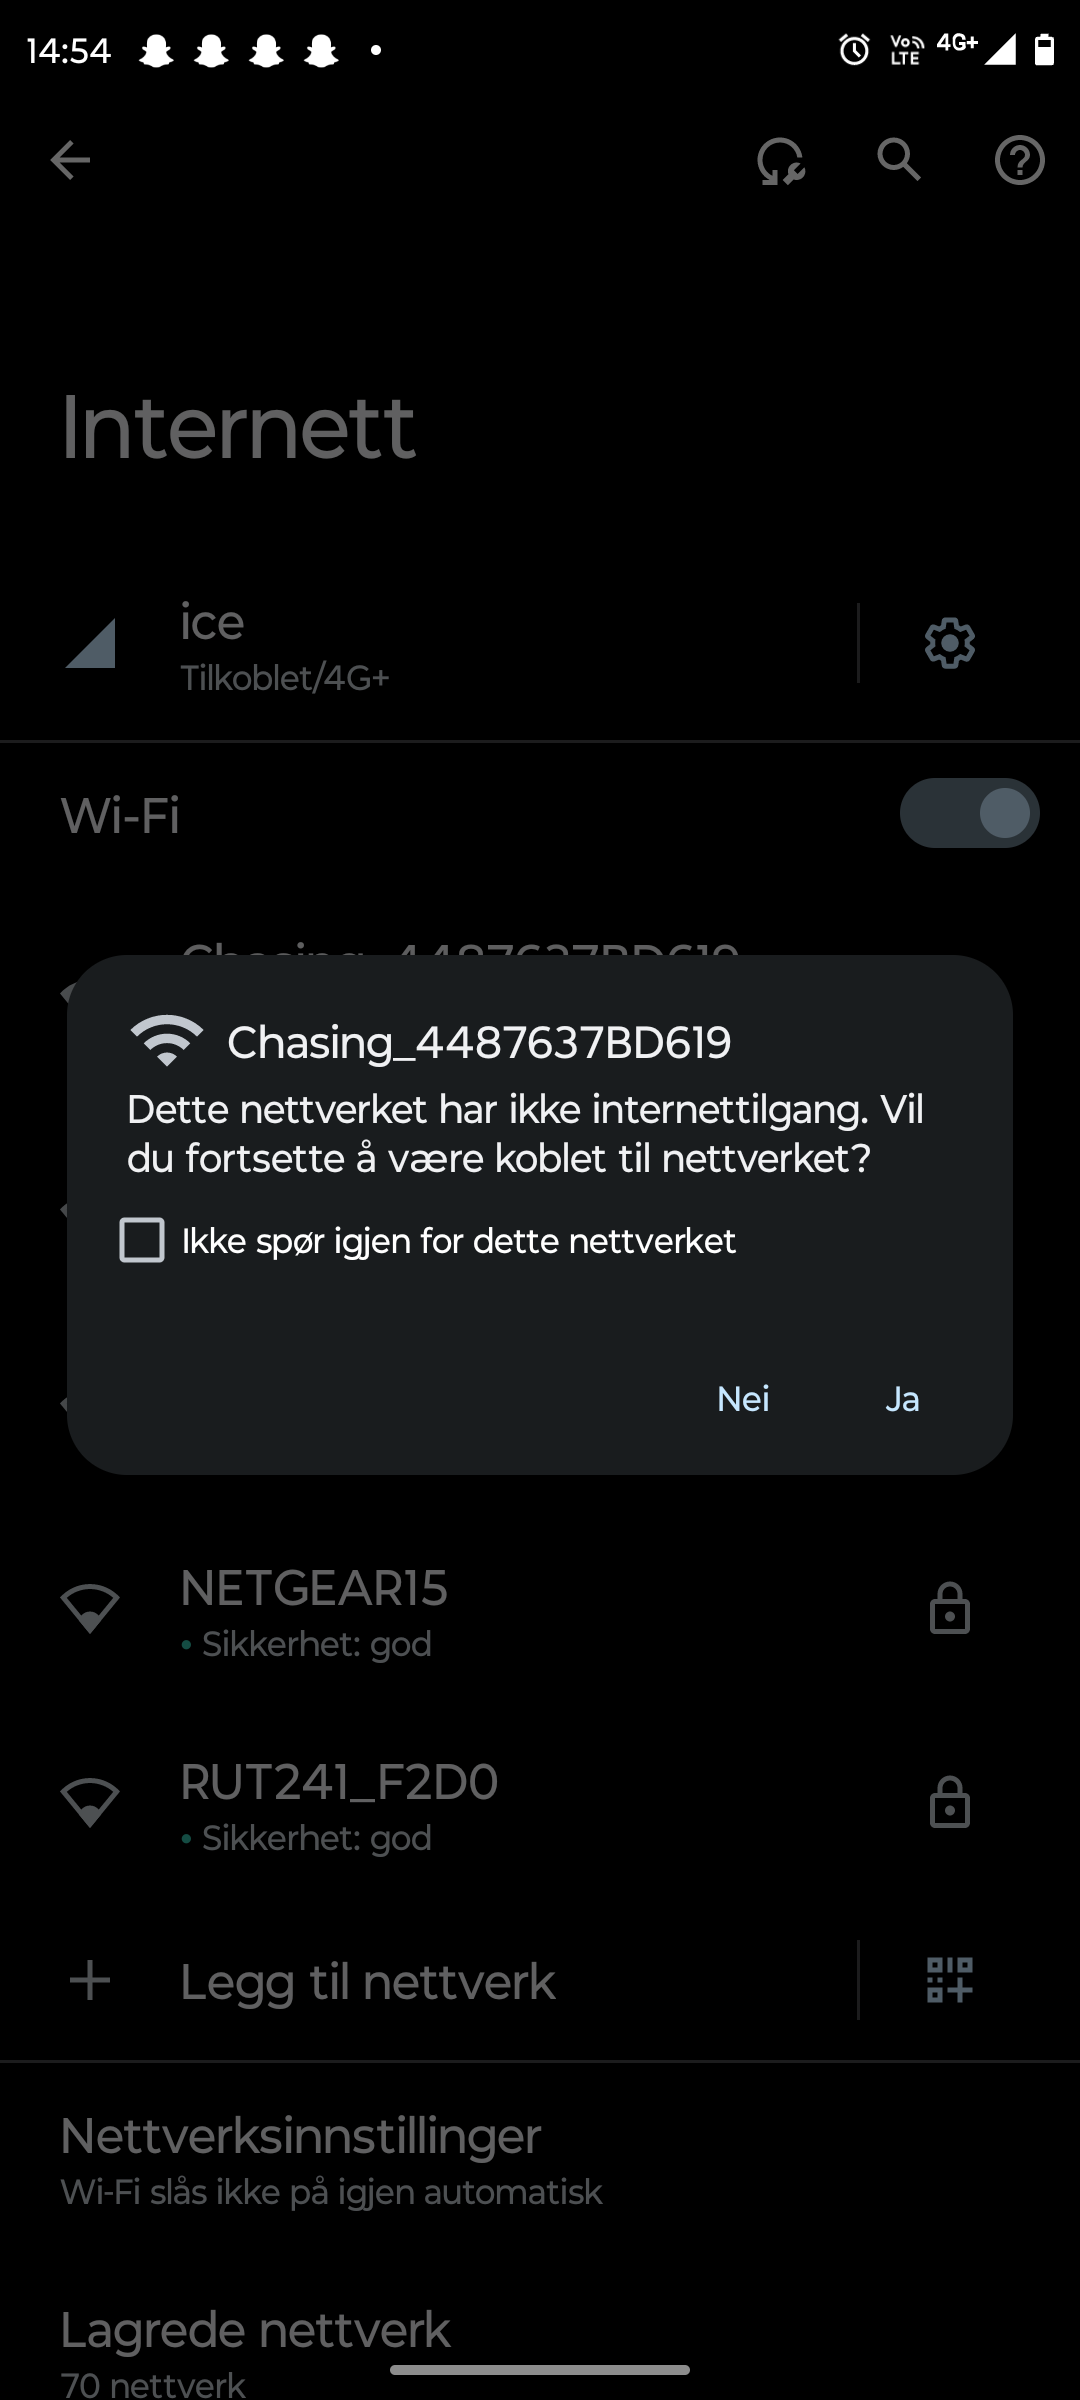 14:54
Vo LTE 4G+
Internett
ice
Tilkoblet/4G+
Wi-Fi
Chasing_4487637BD619
Chasing_4487637BD619
Dette nettverket har ikke internettilgang. Vil
du fortsette å være koblet til nettverket?
Ikke spør igjen for dette nettverket
Nei Ja
NETGEAR15
• Sikkerhet: god
RUT241_F2D0
• Sikkerhet: god
Legg til nettverk
Nettverksinnstillinger
Wi-Fi slås ikke på igjen automatisk
Lagrede nettverk
70 nettverk